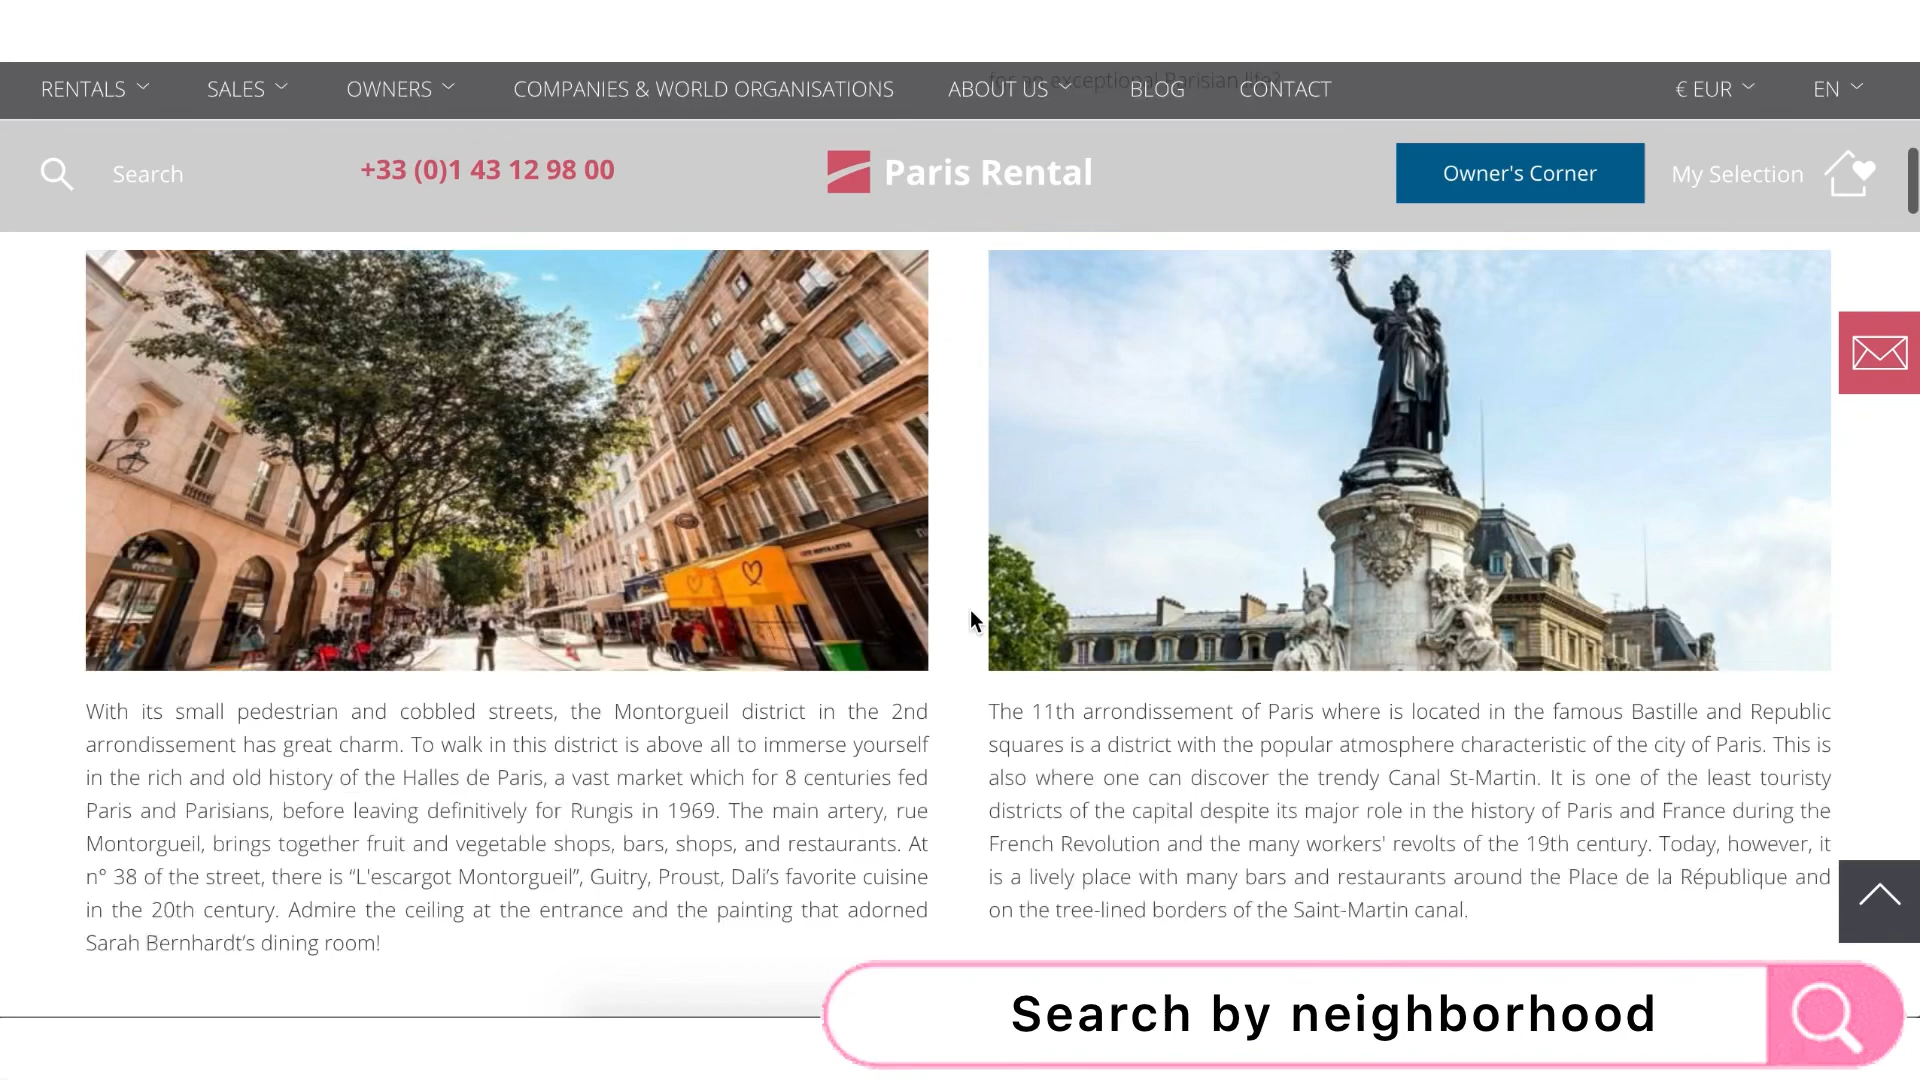 for an exceptional Parisian life?
RENTALS SALES OWNERS COMPANIES & WORLD ORGANISATIONS ABOUT US BLOG CONTACT € EUR EN
Search +33 (0)1 43 12 98 00 Paris Rental Owner's Corner My Selection
With its small pedestrian and cobbled streets, the Montorgueil district in the 2nd
arrondissement has great charm. To walk in this district is above all to immerse yourself
in the rich and old history of the Halles de Paris, a vast market which for 8 centuries fed
Paris and Parisians, before leaving definitively for Rungis in 1969. The main artery, rue
Montorgueil, brings together fruit and vegetable shops, bars, shops, and restaurants. At
n° 38 of the street, there is “L'escargot Montorgueil”, Guitry, Proust, Dali’s favorite cuisine
in the 20th century. Admire the ceiling at the entrance and the painting that adorned
Sarah Bernhardt’s dining room!
The 11th arrondissement of Paris where is located in the famous Bastille and Republic
squares is a district with the popular atmosphere characteristic of the city of Paris. This is
also where one can discover the trendy Canal St-Martin. It is one of the least touristy
districts of the capital despite its major role in the history of Paris and France during the
French Revolution and the many workers' revolts of the 19th century. Today, however, it
is a lively place with many bars and restaurants around the Place de la République and
on the tree-lined borders of the Saint-Martin canal.
Search by neighborhood